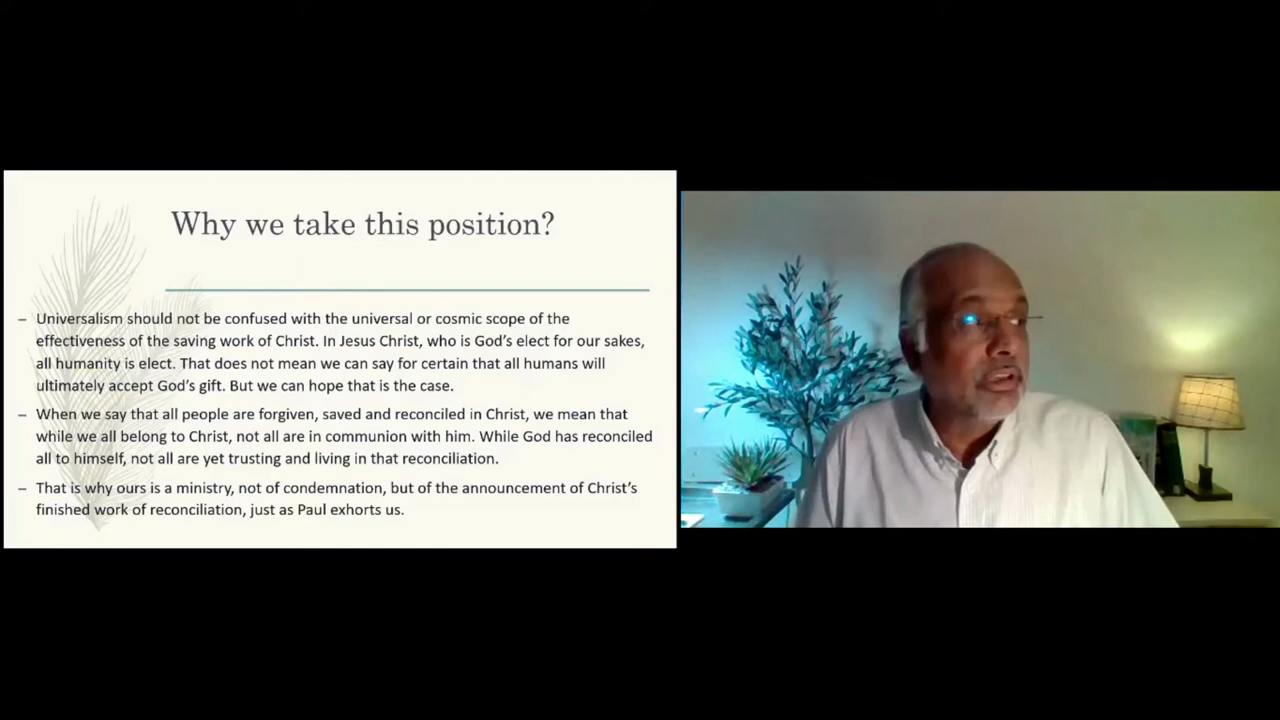 Why we take this position?
– Universalism should not be confused with the universal or cosmic scope of the
effectiveness of the saving work of Christ. In Jesus Christ, who is God’s elect for our sakes,
all humanity is elect. That does not mean we can say for certain that all humans will
ultimately accept God’s gift. But we can hope that is the case.
– When we say that all people are forgiven, saved and reconciled in Christ, we mean that
while we all belong to Christ, not all are in communion with him. While God has reconciled
all to himself, not all are yet trusting and living in that reconciliation.
– That is why ours is a ministry, not of condemnation, but of the announcement of Christ’s
finished work of reconciliation, just as Paul exhorts us.